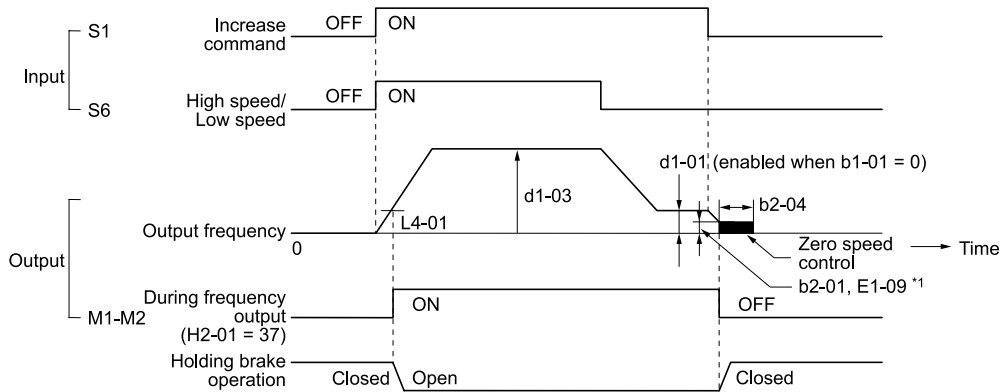 Input
S1
Increase
command
OFF
ON
S6
High speed/
Low speed
OFF
ON
d1-01 (enabled when b1-01 = 0)
d1-03
b2-04
L4-01
Output frequency
0
Zero speed
control
Time
b2-01, E1-09 *1
Output
M1-M2
During frequency
output
(H2-01 = 37)
ON
OFF
Holding brake
operation
Closed
Open
Closed